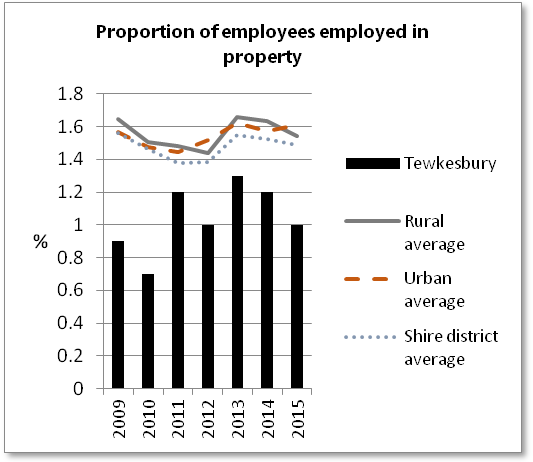 Proportion of employees employed in
property
1.8
1.6
1.4
1.2
1
0.8
0.6
0.4
0.2
0
%
2009
2010
2011
2012
2013
2014
2015
Tewkesbury
Rural
average
Urban
average
Shire district
average